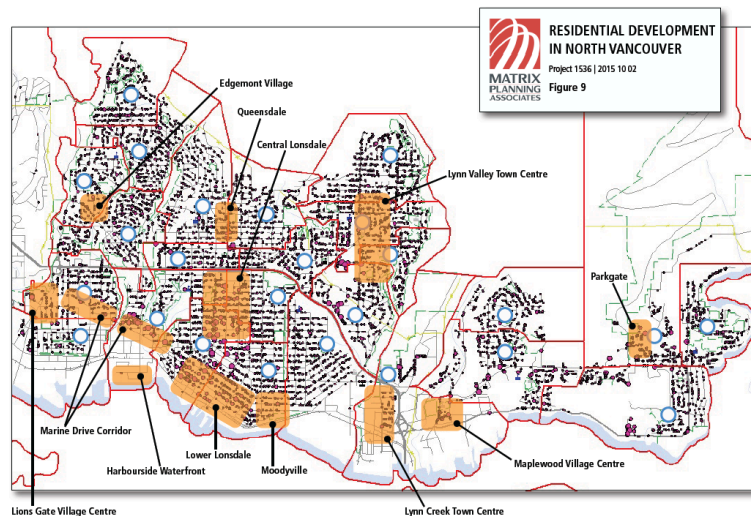 RESIDENTIAL DEVELOPMENT
IN NORTH VANCOUVER
Project 1536 | 2015 10 02
Figure 9
MATRIX
PLANNING
ASSOCIATES
Edgemont Village
Queensdale
Central Lonsdale
Lynn Valley Town Centre
Parkgate
Marine Drive Corridor
Harbourside Waterfront
Lower Lonsdale
Moodyville
Maplewood Village Centre
Lions Gate Village Centre
Lynn Creek Town Centre